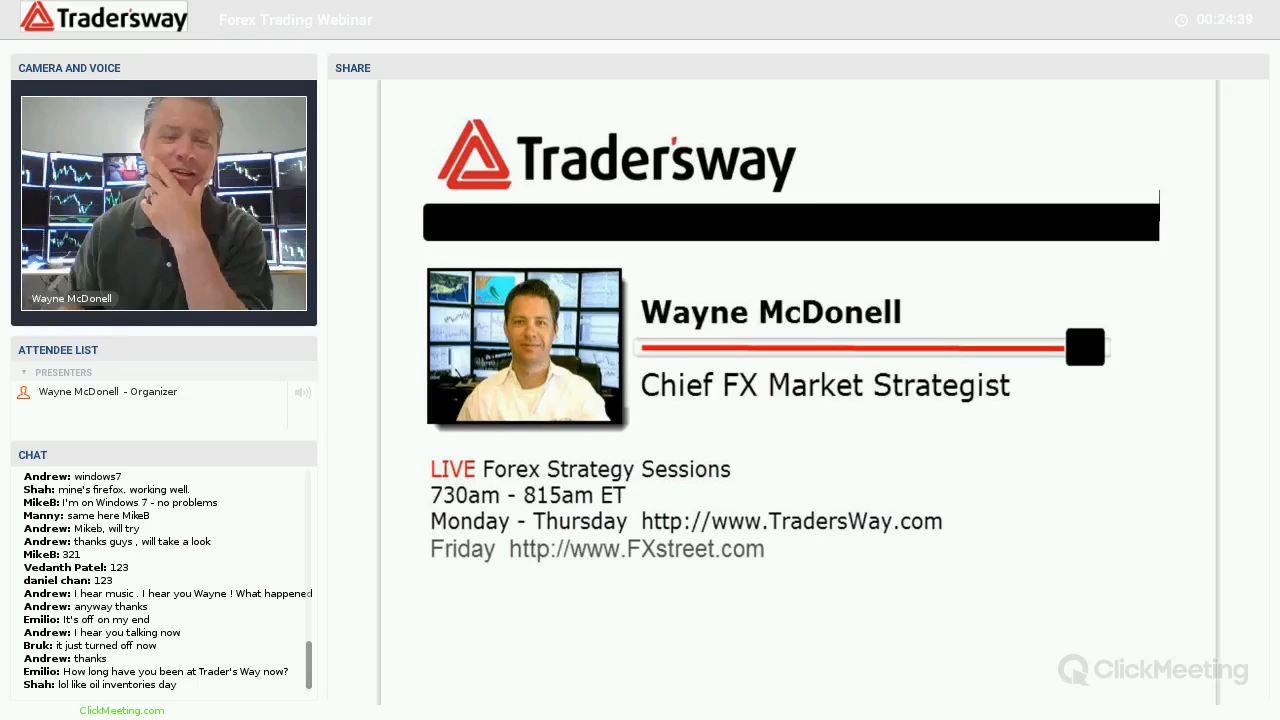 Trader'sway
Forex Trading Webinar
00:24:39
CAMERA AND VOICE
Wayne McDonell
ATTENDEE LIST
PRESENTERS
Wayne McDonell - Organizer
CHAT
Andrew: windows7
Shah: mine's firefox. working well.
MikeB: I'm on Windows 7 - no problems
Manny: same here MikeB
Andrew: Mikeb, will try
Andrew: thanks guys , will take a look
MikeB: 321
Vedanth Patel: 123
daniel chan: 123
Andrew: I hear music . I hear you Wayne ! What happened
Andrew: anyway thanks
Emilio: It's off on my end
Andrew: I hear you talking now
Bruk: it just turned off now
Andrew: thanks
Emilio: How long have you been at Trader's Way now?
Shah: lol like oil inventories day
ClickMeeting.com
SHARE
Trader'sway
Wayne McDonell
Chief FX Market Strategist
LIVE Forex Strategy Sessions
730am - 815am ET
Monday - Thursday http://www.TradersWay.com
Friday http://www.FXstreet.com
ClickMeeting